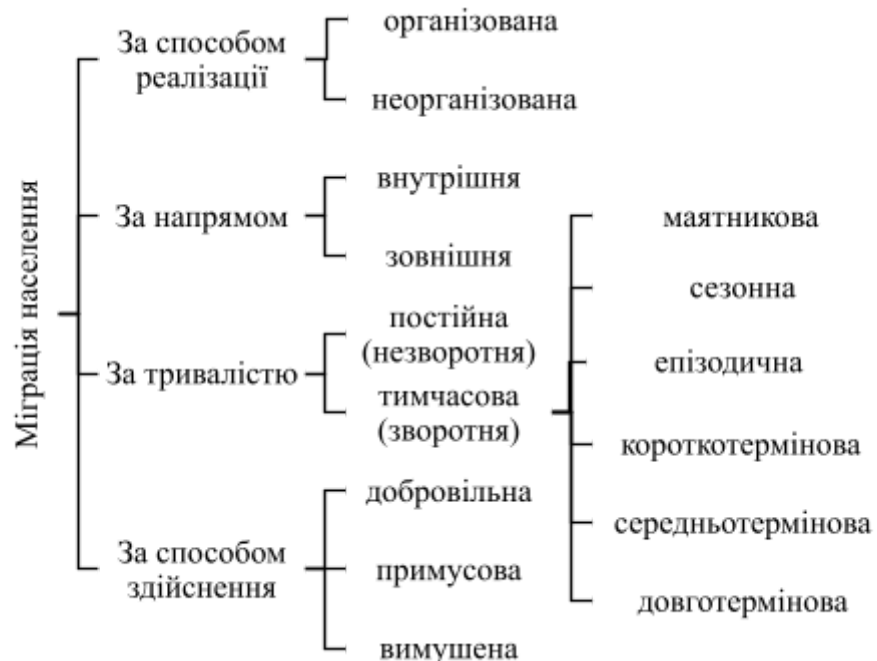 Міграція населення
За способом
реалізації
організована
неорганізована
За напрямом
внутрішня
зовнішня
За тривалістю
постійна
(незворотня)
тимчасова
(зворотня)
маятникова
сезонна
епізодична
короткотермінова
середньотермінова
довготермінова
За способом
здійснення
добровільна
примусова
вимушена